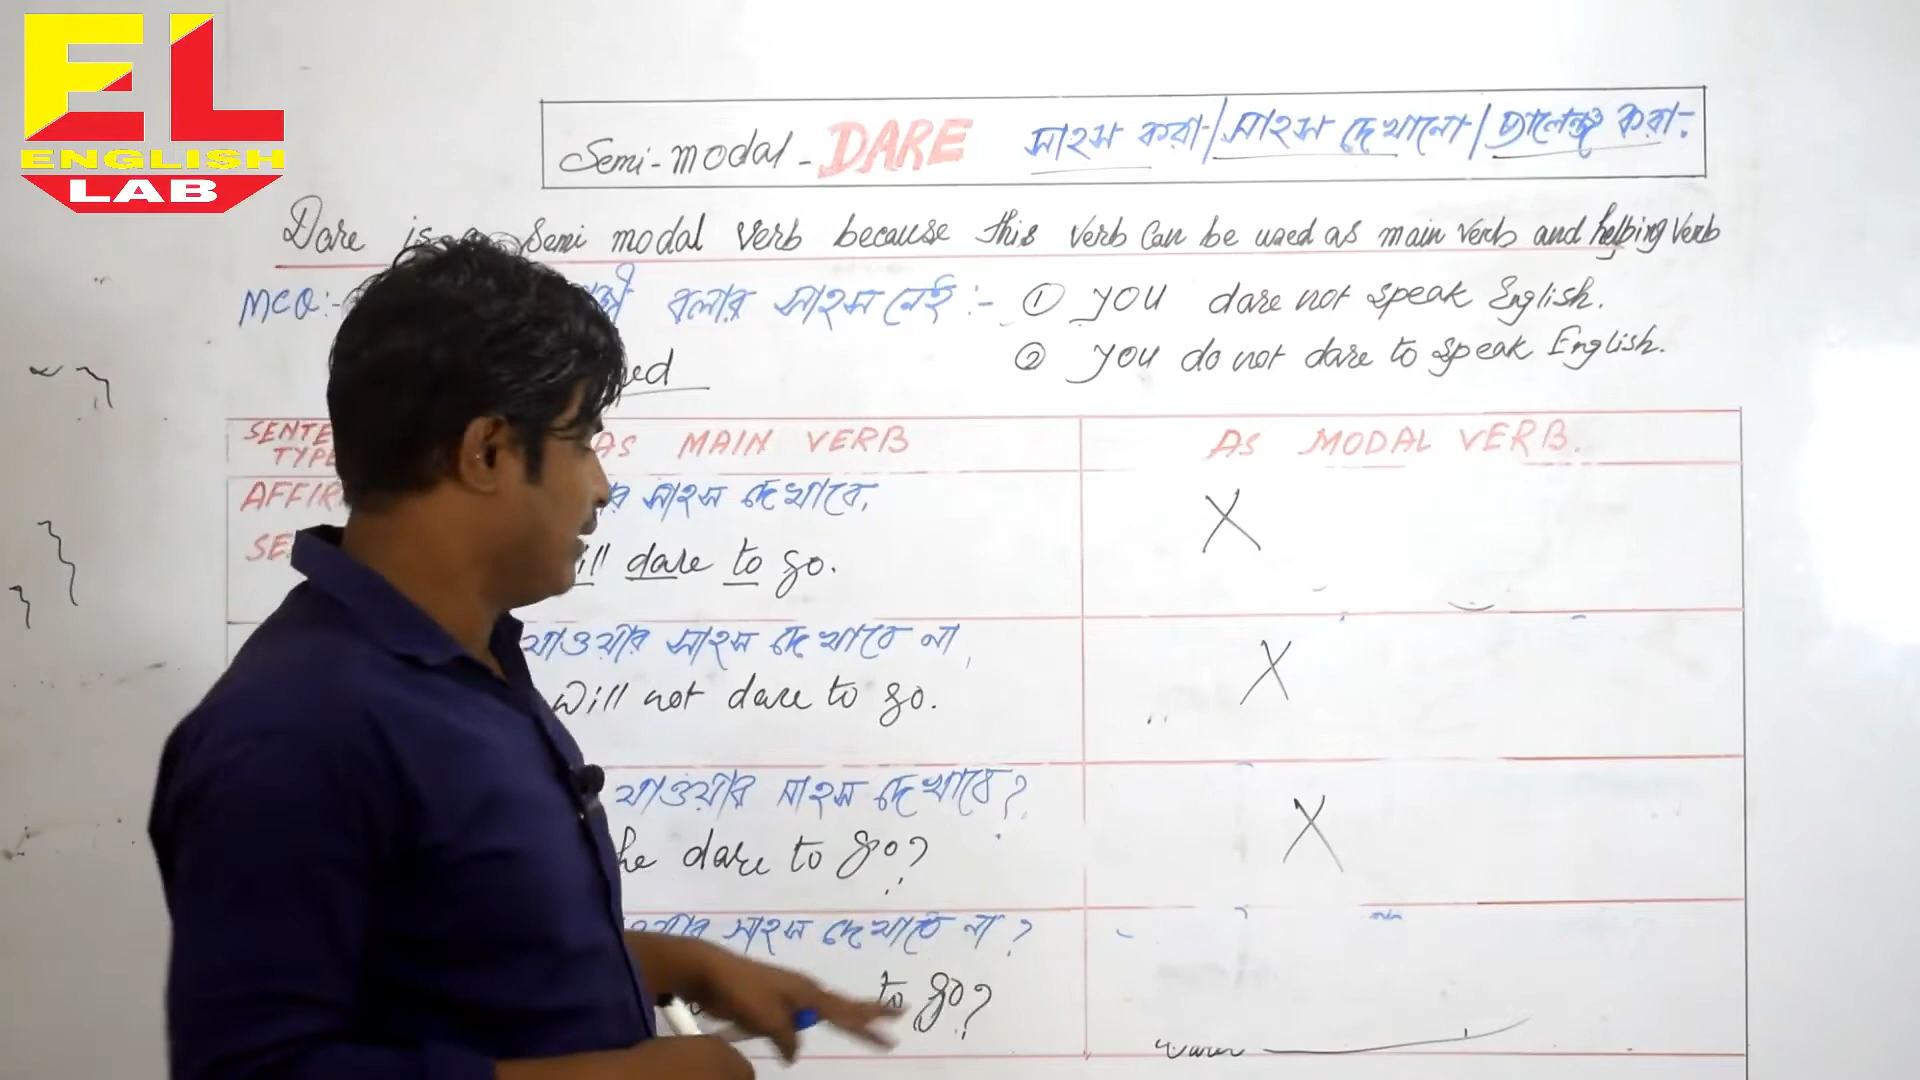 EL
ENGLISH
LAB
Semi-modal - DARE সাহস করা / সাহস দেখানো / চ্যালেঞ্জ করা:
Dare is a semi modal verb because this verb can be used as main verb and helping verb
MCQ:- বলার সাহস নেই :- ① you dare not speak English.
② you do not dare to speak English.
SENTE AS MAIN VERB AS MODAL VERB.
TYPE
AFFIR সাহস দেখাবে,
SE will dare to go. X
যাওয়ার সাহস দেখাবে না,
will not dare to go. X
যাওয়ার সাহস দেখাবে?
he dare to go? X
সাহস দেখাবে না ?
to go?